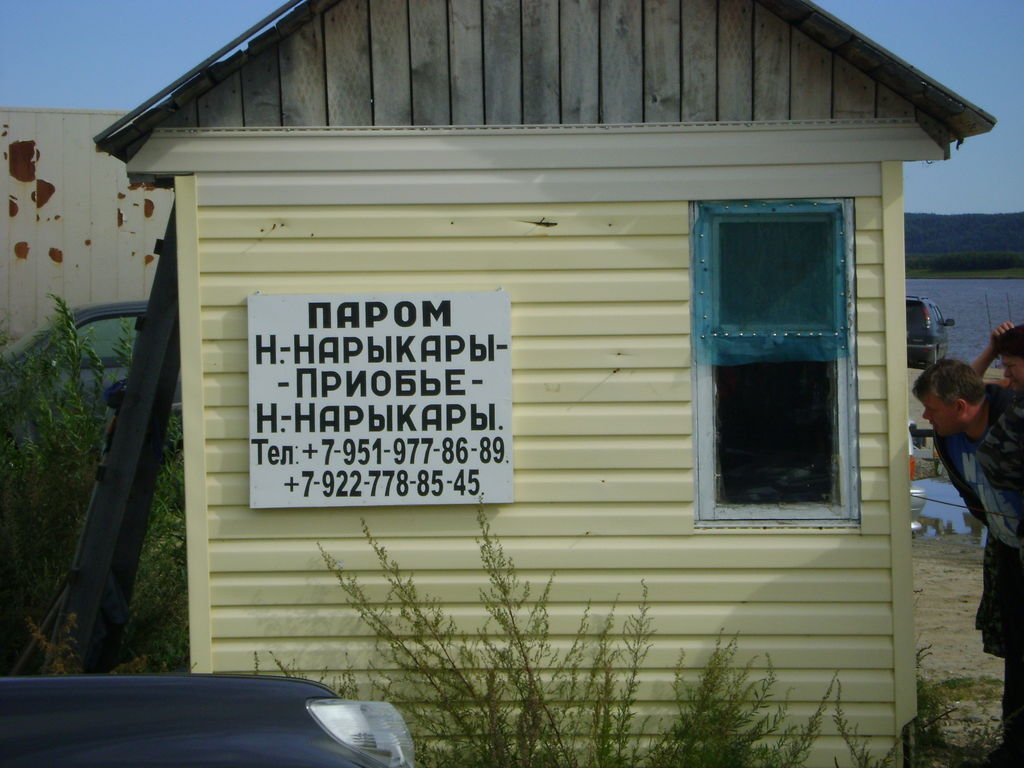 ПАРОМ
Н.-НАРЫКАРЫ-
-ПРИОБЬЕ-
Н.-НАРЫКАРЫ.
Тел: +7-951-977-86-89.
+7-922-778-85-45